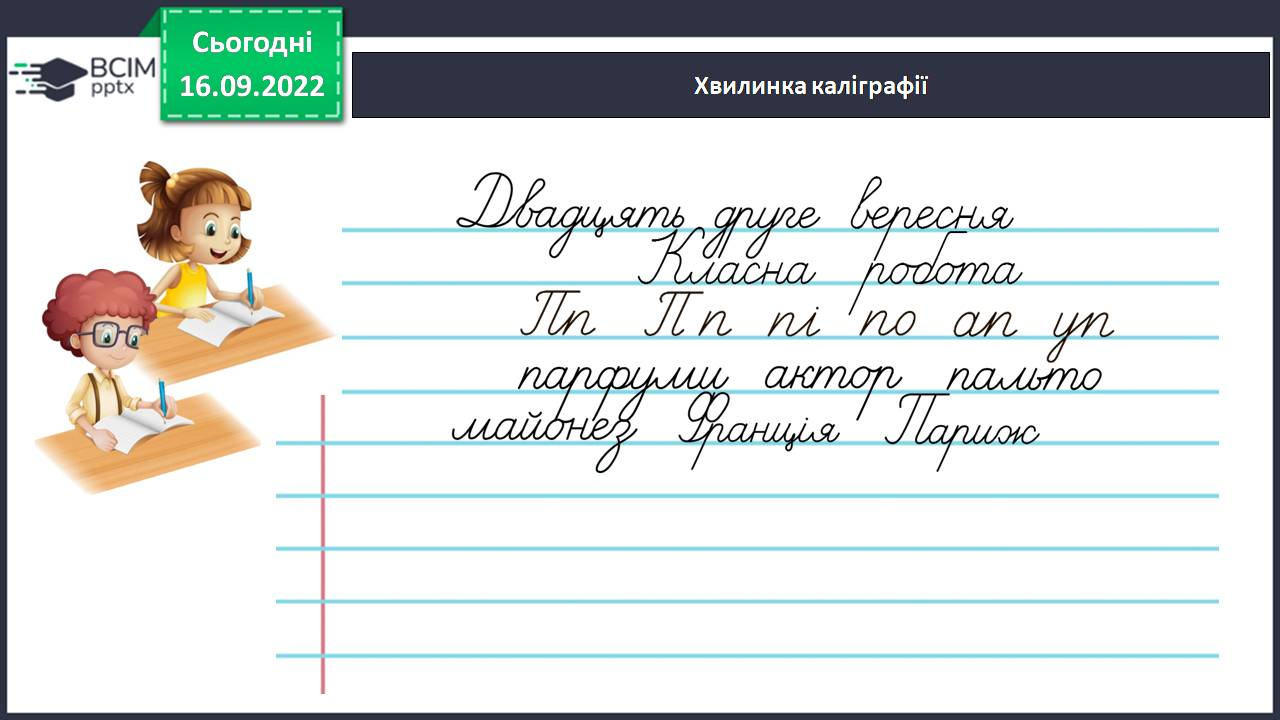 Сьогодні
16.09.2022
BCIM
pptx
Хвилинка каліграфії
Двадцять друге вересня
Класна робота
Пп Пп пі по ап уп
парфуми актор пальто
майонез Франція Париж